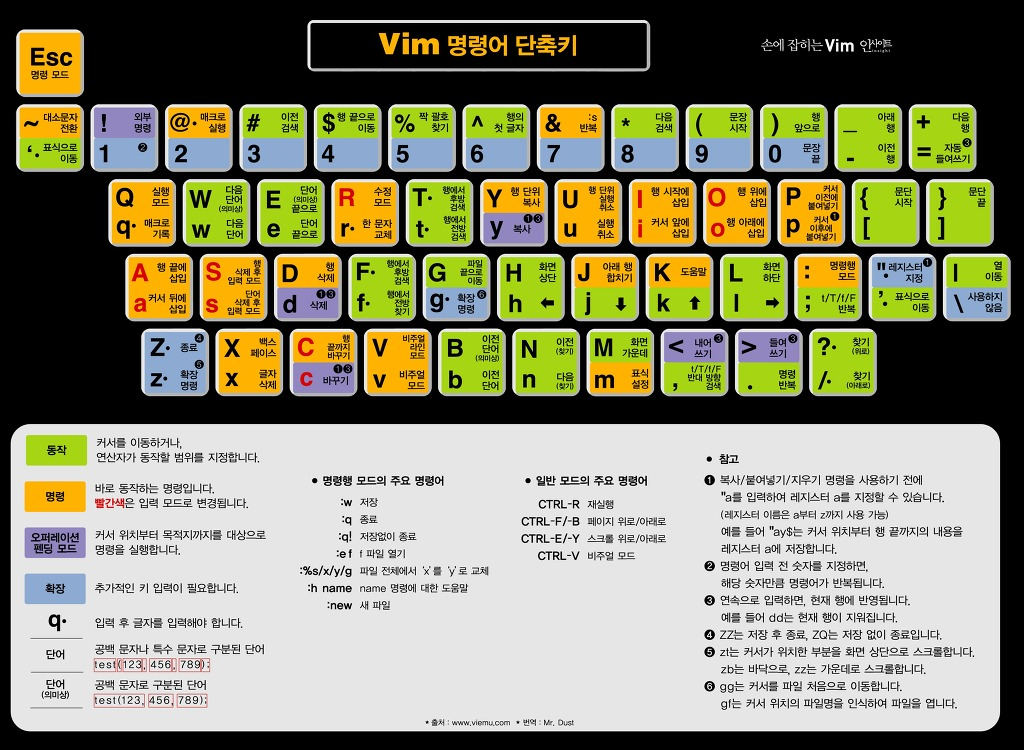 Vim 명령어 단축키
손에 잡히는 Vim 인사이트
insight
Esc
명령 모드
~ 대소문자 전환
`· 표식으로 이동
! 외부 명령
1 ❷
@· 매크로 실행
2
# 이전 검색
3
$ 행 끝으로 이동
4
% 짝 괄호 찾기
5
^ 행의 첫 글자
6
& :s 반복
7
* 다음 검색
8
( 문장 시작
9
) 행 앞으로
0 문장 끝
_ 아래 행
- 이전 행
+ 다음 행
= 자동❸ 들여쓰기
Q 실행 모드
q· 매크로 기록
W 다음 단어 (의미상)
w 다음 단어
E 단어 (의미상) 끝으로
e 단어 끝으로
R 수정 모드
r· 한 문자 교체
T· 행에서 후방 검색
t· 행에서 전방 검색
Y 행 단위 복사
y 복사 ❶❸
U 행 단위 실행 취소
u 실행 취소
I 행 시작에 삽입
i 커서 앞에 삽입
O 행 위에 삽입
o 행 아래에 삽입
P 커서 이전에 붙여넣기
p 커서❶ 이후에 붙여넣기
{ 문단 시작
[
} 문단 끝
]
A 행 끝에 삽입
a 커서 뒤에 삽입
S 행 삭제 후 입력 모드
s 단어 삭제 후 입력 모드
D 행 삭제
d 삭제 ❶❸
F· 행에서 후방 찾기
f· 행에서 전방 찾기
G 파일 끝으로 이동
g· 확장❻ 명령
H 화면 상단
h ←
J 아래 행 합치기
j ↓
K 도움말
k ↑
L 화면 하단
l →
: 명령행 모드
; t/T/f/F 반복
"· 레지스터❶ 지정
'· 표식으로 이동
| 열 이동
\ 사용하지 않음
Z· 종료❹
z· 확장❺ 명령
X 백스페이스
x 글자 삭제
C 행 끝까지 바꾸기
c 바꾸기 ❶❸
V 비주얼 라인 모드
v 비주얼 모드
B 이전 단어 (의미상)
b 이전 단어
N 이전 (찾기)
n 다음 (찾기)
M 화면 가운데
m 표식 설정
< 내어❸ 쓰기
, t/T/f/F 반대 방향 검색
> 들여❸ 쓰기
. 명령 반복
?· 찾기 (위로)
/· 찾기 (아래로)
동작
커서를 이동하거나,
연산자가 동작할 범위를 지정합니다.
명령
바로 동작하는 명령입니다.
빨간색은 입력 모드로 변경됩니다.
오퍼레이션
펜딩 모드
커서 위치부터 목적지까지를 대상으로
명령을 실행합니다.
확장
추가적인 키 입력이 필요합니다.
q·
입력 후 글자를 입력해야 합니다.
단어
공백 문자나 특수 문자로 구분된 단어
test(123, 456, 789);
단어
(의미상)
공백 문자로 구분된 단어
test(123, 456, 789);
● 명령행 모드의 주요 명령어
:w 저장
:q 종료
:q! 저장없이 종료
:e f f 파일 열기
:%s/x/y/g 파일 전체에서 'x'를 'y'로 교체
:h name name 명령에 대한 도움말
:new 새 파일
● 일반 모드의 주요 명령어
CTRL-R 재실행
CTRL-F/-B 페이지 위로/아래로
CTRL-E/-Y 스크롤 위로/아래로
CTRL-V 비주얼 모드
● 참고
❶ 복사/붙여넣기/지우기 명령을 사용하기 전에
"a를 입력하여 레지스터 a를 지정할 수 있습니다.
(레지스터 이름은 a부터 z까지 사용 가능)
예를 들어 "ay$는 커서 위치부터 행 끝까지의 내용을
레지스터 a에 저장합니다.
❷ 명령어 입력 전 숫자를 지정하면,
해당 숫자만큼 명령어가 반복됩니다.
❸ 연속으로 입력하면, 현재 행에 반영됩니다.
예를 들어 dd는 현재 행이 지워집니다.
❹ ZZ는 저장 후 종료, ZQ는 저장 없이 종료입니다.
❺ zt는 커서가 위치한 부분을 화면 상단으로 스크롤합니다.
zb는 바닥으로, zz는 가운데로 스크롤합니다.
❻ gg는 커서를 파일 처음으로 이동합니다.
gf는 커서 위치의 파일명을 인식하여 파일을 엽니다.
* 출처 : www.viemu.com * 번역 : Mr. Dust